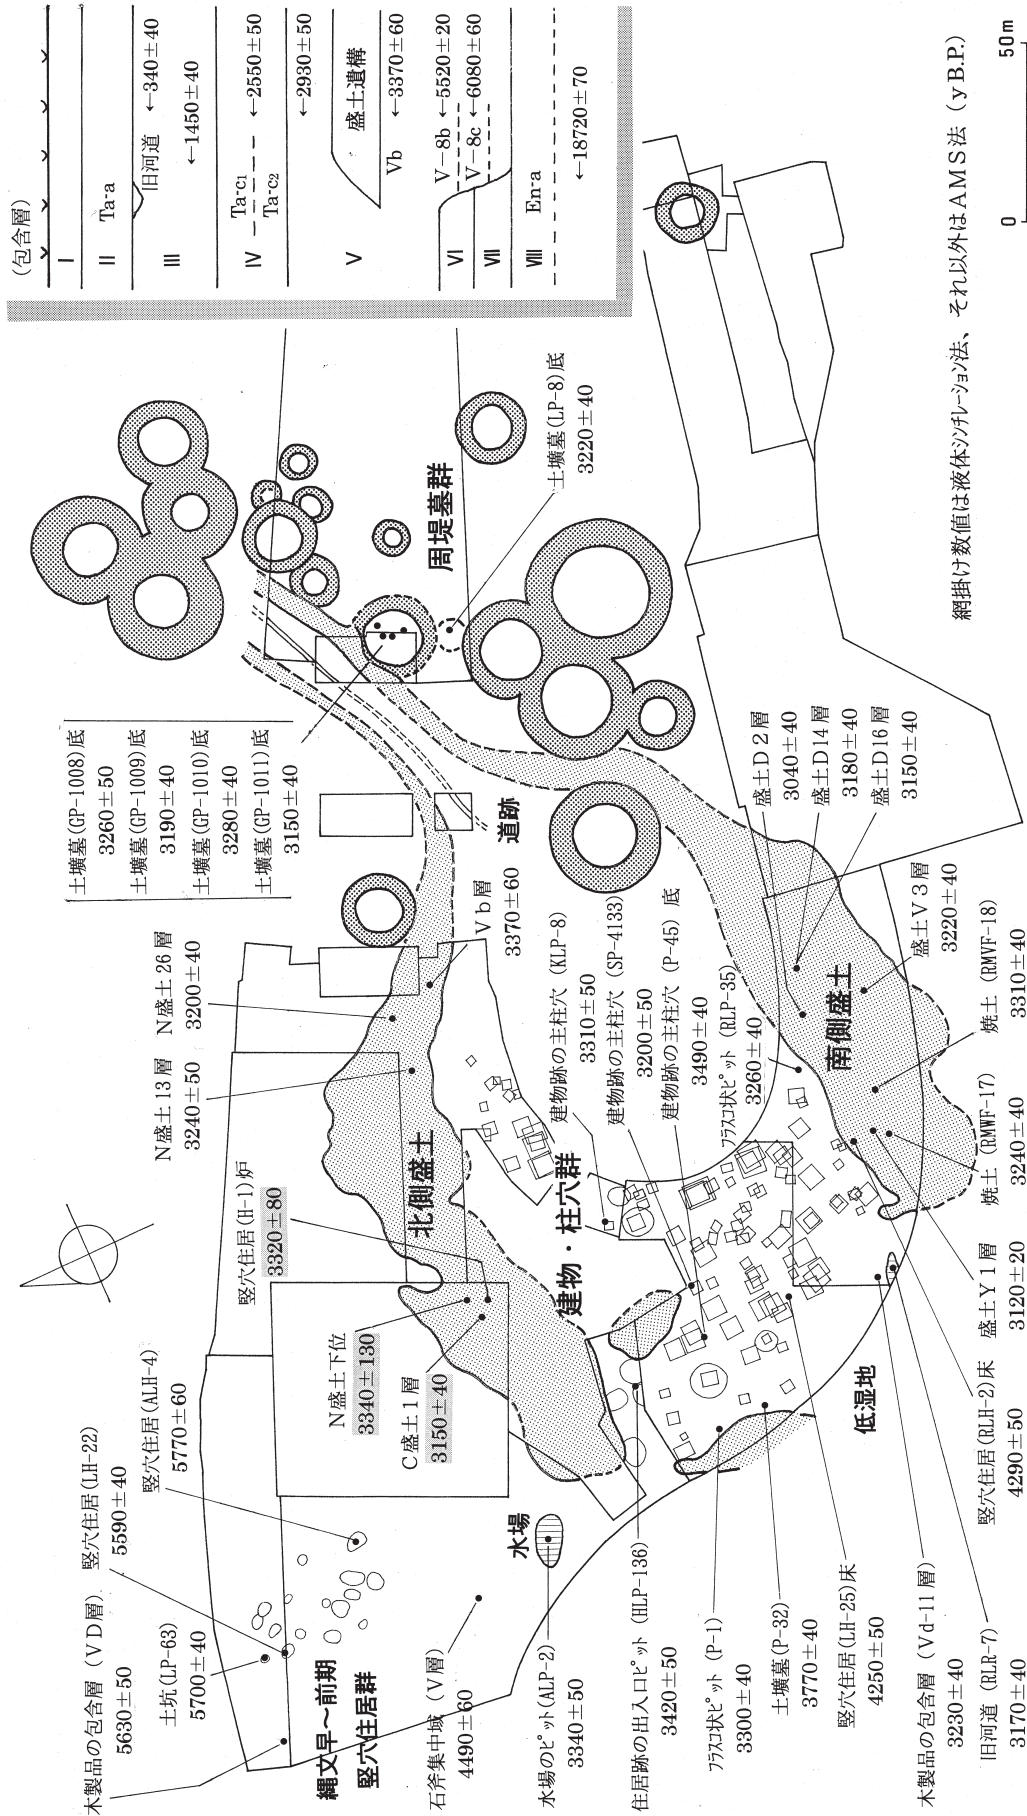 (包含層)
Ⅰ
Ⅱ
Ta-a
旧河道 ←340±40
Ⅲ
←1450±40
Ⅳ
Ta-c₁
Ta-c₂
←2550±50
←2930±50
Ⅴ
盛土遺構
Ⅴb
←3370±60
Ⅵ
Ⅴ-8b ←5520±20
Ⅶ
Ⅴ-8c ←6080±60
Ⅷ
En-a
←18720±70
土壙墓(GP-1008)底
3260±50
土壙墓(GP-1009)底
3190±40
土壙墓(GP-1010)底
3280±40
土壙墓(GP-1011)底
3150±40
周堤墓群
土壙墓(LP-8)底
3220±40
道跡
N盛土26層
3200±40
N盛土13層
3240±50
Ⅴb層
3370±60
竪穴住居(H-1)炉
3320±80
北側盛土
N盛土下位
3340±130
C盛土1層
3150±40
建物・柱穴群
建物跡の主柱穴 (KLP-8)
3310±50
建物跡の主柱穴 (SP-4133)
3200±50
建物跡の主柱穴 (P-45) 底
3490±40
フラスコ状ピット (RLP-35)
3260±40
盛土D2層
3040±40
盛土D14層
3180±40
盛土D16層
3150±40
南側盛土
盛土V3層
3220±40
焼土 (RMVF-18)
3310±40
焼土 (RMWF-17)
3240±40
盛土Y1層
3120±20
竪穴住居(RLH-2)床
4290±50
低湿地
木製品の包含層 (ⅤD層)
5630±50
竪穴住居(LH-22)
5590±40
竪穴住居(ALH-4)
5770±60
土坑(LP-63)
5700±40
縄文早～前期
竪穴住居群
水場
石斧集中域 (Ⅴ層)
4490±60
水場のピット(ALP-2)
3340±50
住居跡の出入口ピット (HLP-136)
3420±50
フラスコ状ピット (P-1)
3300±40
土壙墓(P-32)
3770±40
竪穴住居(LH-25)床
4250±50
木製品の包含層 (Ⅴd-11層)
3230±40
旧河道 (RLR-7)
3170±40
網掛け数値は液体シンチレーション法、それ以外はAMS法 (yB.P.)
0
50m